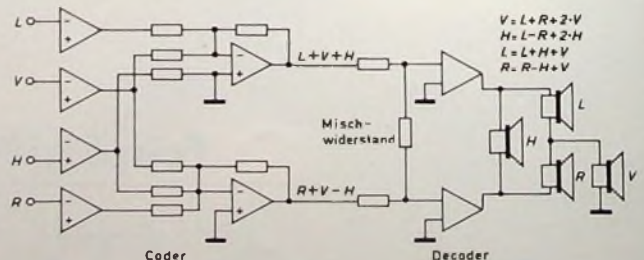 L
V
H
R
L+V+H
R+V-H
Misch-
widerstand
V=L+R+2·V
H=L-R+2·H
L=L+H+V
R=R-H+V
L
H
R
V
Coder
Decoder